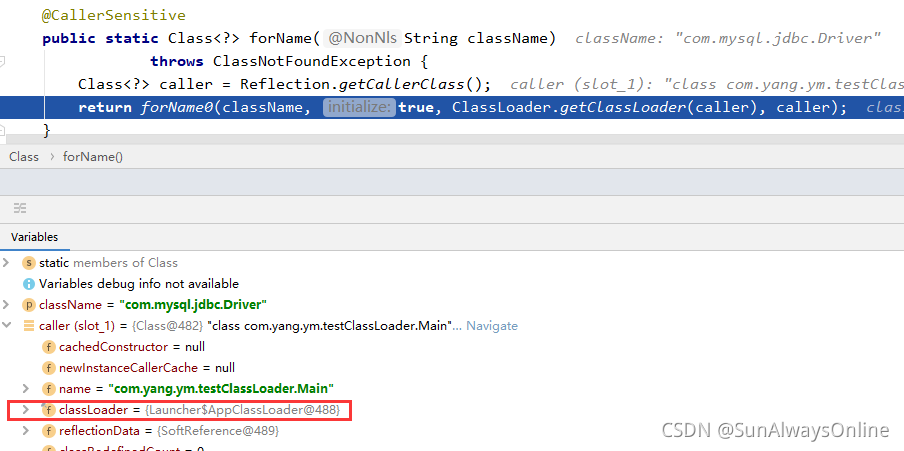 @CallerSensitive
public static Class<?> forName( @NonNls String className) className: "com.mysql.jdbc.Driver"
throws ClassNotFoundException {
Class<?> caller = Reflection.getCallerClass(); caller (slot_1): "class com.yang.ym.testClas
return forName0(className, initialize: true, ClassLoader.getClassLoader(caller), caller); clas
}
Class > forName()
Variables
static members of Class
Variables debug info not available
className = "com.mysql.jdbc.Driver"
caller (slot_1) = {Class@482} "class com.yang.ym.testClassLoader.Main"... Navigate
cachedConstructor = null
newInstanceCallerCache = null
name = "com.yang.ym.testClassLoader.Main"
classLoader = {Launcher$AppClassLoader@488}
reflectionData = {SoftReference@489}
classRedefinedCount = 0
CSDN @SunAlwaysOnline